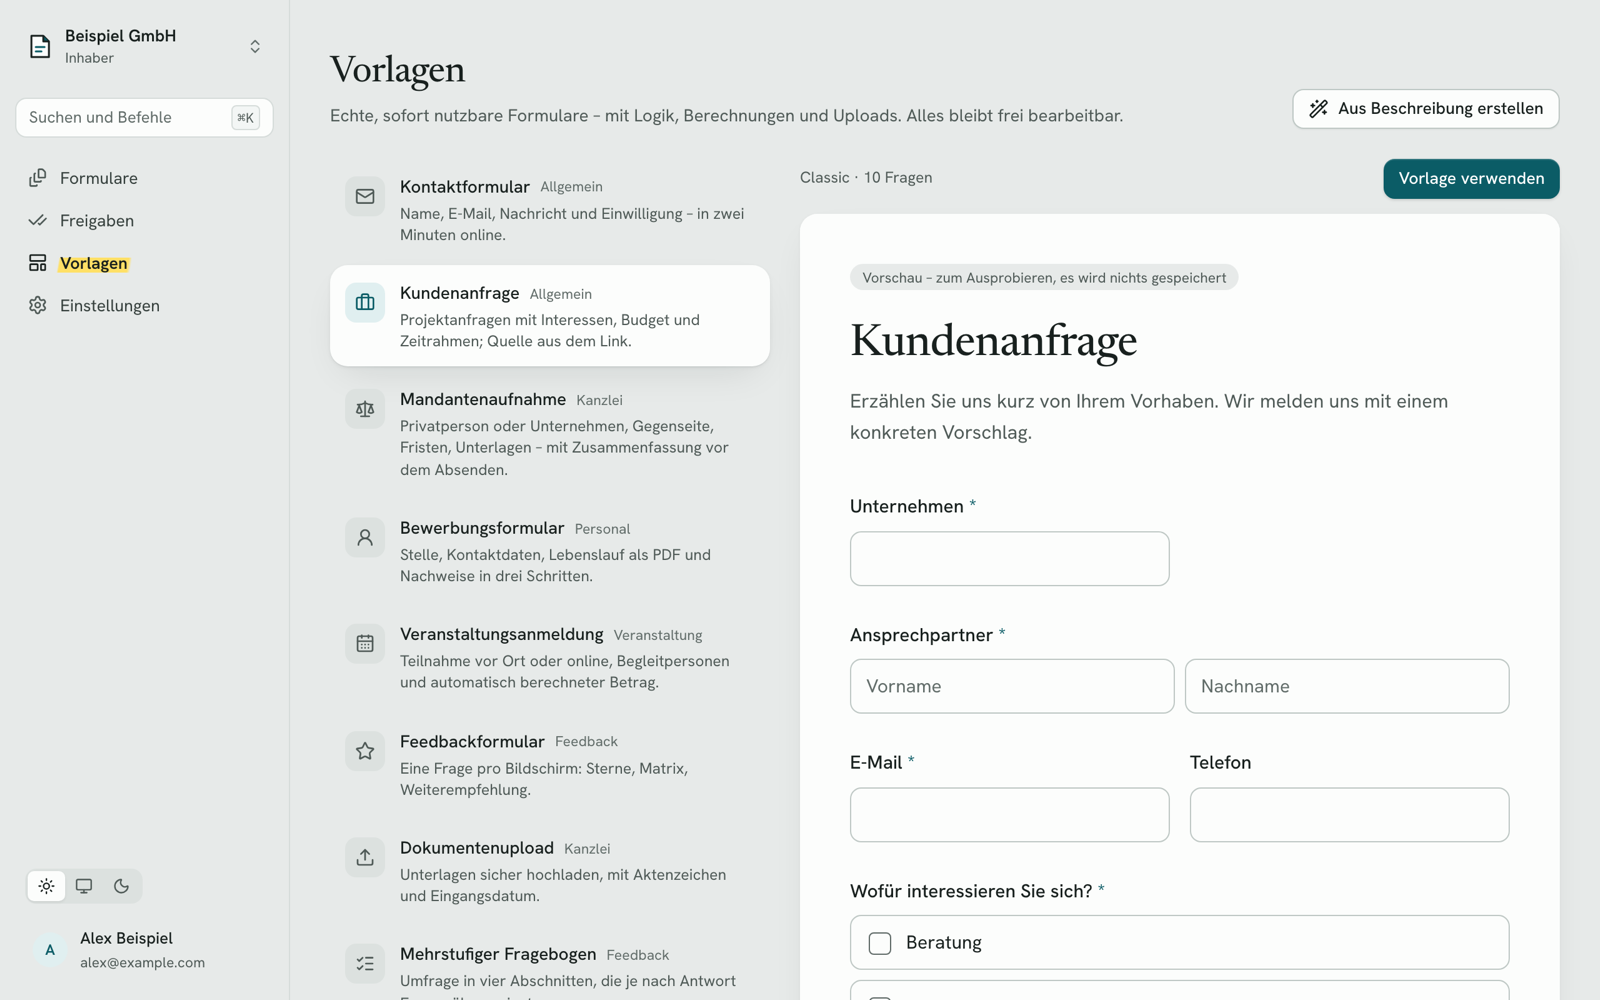 Beispiel GmbH
Inhaber
Suchen und Befehle
⌘K
Formulare
Freigaben
Vorlagen
Einstellungen
A
Alex Beispiel
alex@example.com
Vorlagen
Echte, sofort nutzbare Formulare – mit Logik, Berechnungen und Uploads. Alles bleibt frei bearbeitbar.
Aus Beschreibung erstellen
Kontaktformular Allgemein
Name, E-Mail, Nachricht und Einwilligung – in zwei
Minuten online.
Kundenanfrage Allgemein
Projektanfragen mit Interessen, Budget und
Zeitrahmen; Quelle aus dem Link.
Mandantenaufnahme Kanzlei
Privatperson oder Unternehmen, Gegenseite,
Fristen, Unterlagen – mit Zusammenfassung vor
dem Absenden.
Bewerbungsformular Personal
Stelle, Kontaktdaten, Lebenslauf als PDF und
Nachweise in drei Schritten.
Veranstaltungsanmeldung Veranstaltung
Teilnahme vor Ort oder online, Begleitpersonen
und automatisch berechneter Betrag.
Feedbackformular Feedback
Eine Frage pro Bildschirm: Sterne, Matrix,
Weiterempfehlung.
Dokumentenupload Kanzlei
Unterlagen sicher hochladen, mit Aktenzeichen
und Eingangsdatum.
Mehrstufiger Fragebogen Feedback
Umfrage in vier Abschnitten, die je nach Antwort
Classic · 10 Fragen
Vorlage verwenden
Vorschau – zum Ausprobieren, es wird nichts gespeichert
Kundenanfrage
Erzählen Sie uns kurz von Ihrem Vorhaben. Wir melden uns mit einem
konkreten Vorschlag.
Unternehmen *
Ansprechpartner *
Vorname
Nachname
E-Mail *
Telefon
Wofür interessieren Sie sich? *
Beratung